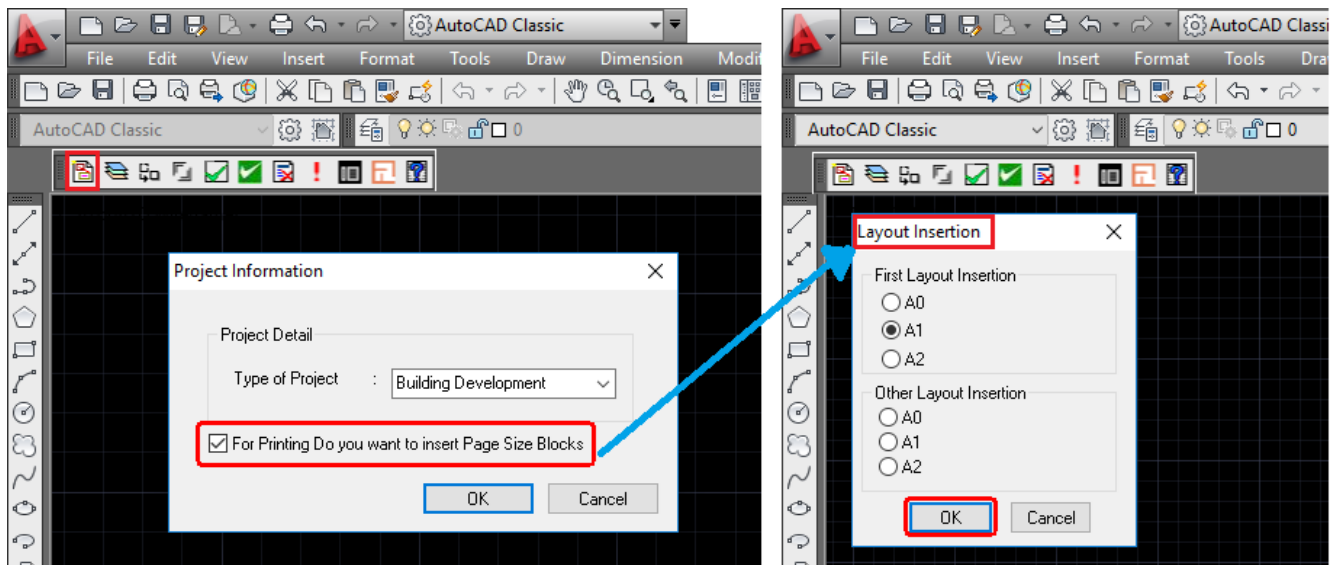 AutoCAD Classic
File Edit View Insert Format Tools Draw Dimension Modif
AutoCAD Classic 0
Project Information
Project Detail
Type of Project : Building Development
For Printing Do you want to insert Page Size Blocks
OK Cancel
AutoCAD Classi
File Edit View Insert Format Tools Dra
AutoCAD Classic 0
Layout Insertion
First Layout Insertion
A0
A1
A2
Other Layout Insertion
A0
A1
A2
OK Cancel